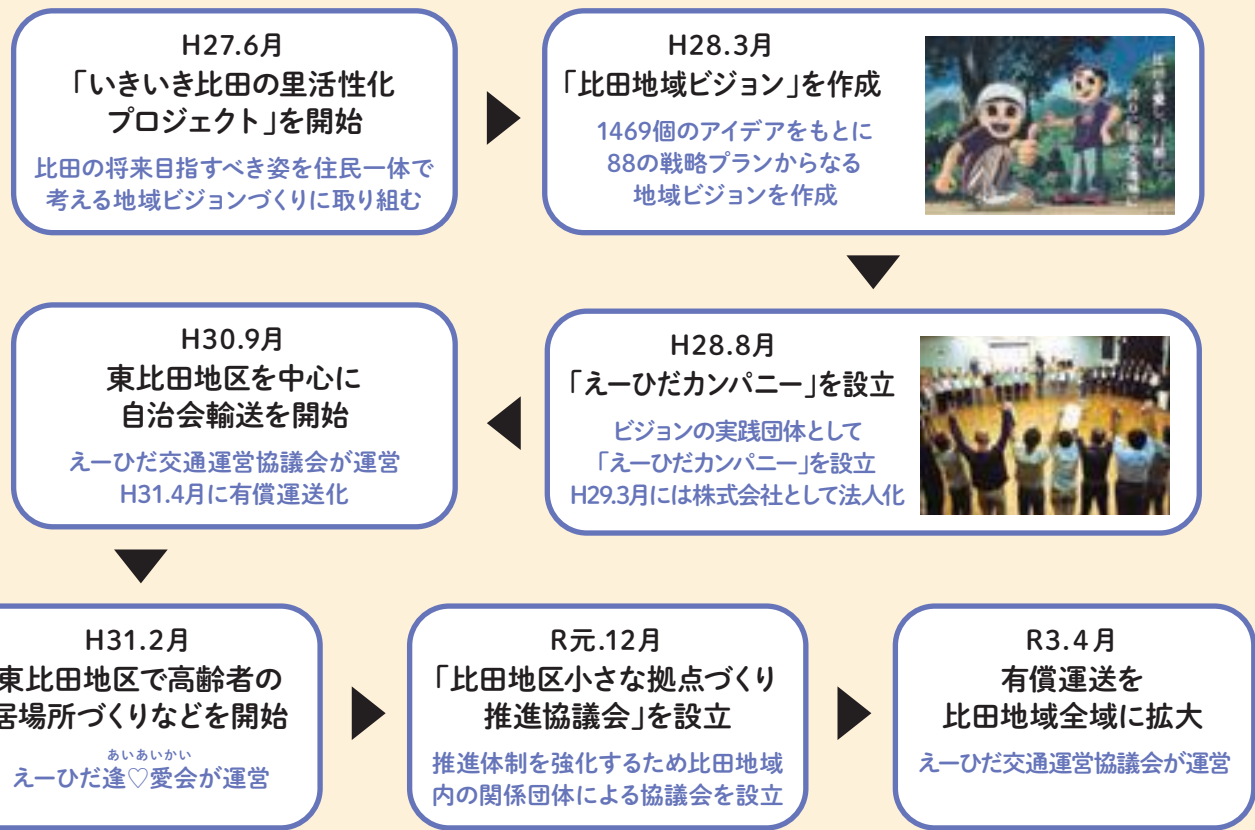 H27.6月
「いきいき比田の里活性化
プロジェクト」を開始
比田の将来目指すべき姿を住民一体で
考える地域ビジョンづくりに取り組む
H28.3月
「比田地域ビジョン」を作成
1469個のアイデアをもとに
88の戦略プランからなる
地域ビジョンを作成
H28.8月
「えーひだカンパニー」を設立
ビジョンの実践団体として
「えーひだカンパニー」を設立
H29.3月には株式会社として法人化
H30.9月
東比田地区を中心に
自治会輸送を開始
えーひだ交通運営協議会が運営
H31.4月に有償運送化
H31.2月
東比田地区で高齢者の
居場所づくりなどを開始
あいあいかい
えーひだ逢♡愛会が運営
R元.12月
「比田地区小さな拠点づくり
推進協議会」を設立
推進体制を強化するため比田地域
内の関係団体による協議会を設立
R3.4月
有償運送を
比田地域全域に拡大
えーひだ交通運営協議会が運営